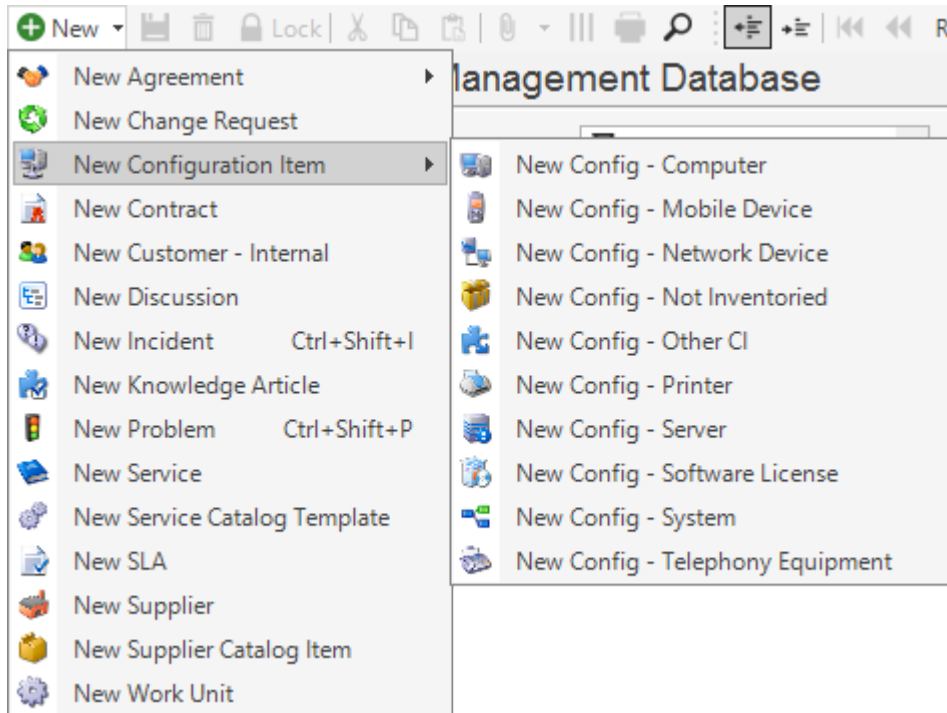 New
Lock
R
Management Database
New Agreement
New Change Request
New Configuration Item
New Contract
New Customer - Internal
New Discussion
New Incident Ctrl+Shift+I
New Knowledge Article
New Problem Ctrl+Shift+P
New Service
New Service Catalog Template
New SLA
New Supplier
New Supplier Catalog Item
New Work Unit
New Config - Computer
New Config - Mobile Device
New Config - Network Device
New Config - Not Inventoried
New Config - Other CI
New Config - Printer
New Config - Server
New Config - Software License
New Config - System
New Config - Telephony Equipment